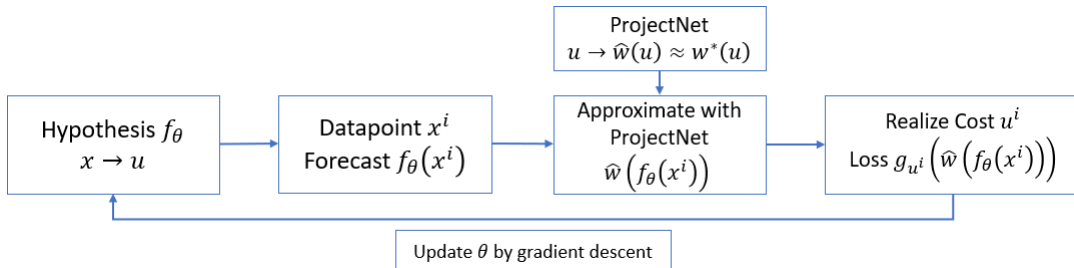 ProjectNet
u → ŵ(u) ≈ w*(u)
Hypothesis f_θ
x → u
Datapoint x^i
Forecast f_θ(x^i)
Approximate with
ProjectNet
ŵ(f_θ(x^i))
Realize Cost u^i
Loss g_{u^i}(ŵ(f_θ(x^i)))
Update θ by gradient descent